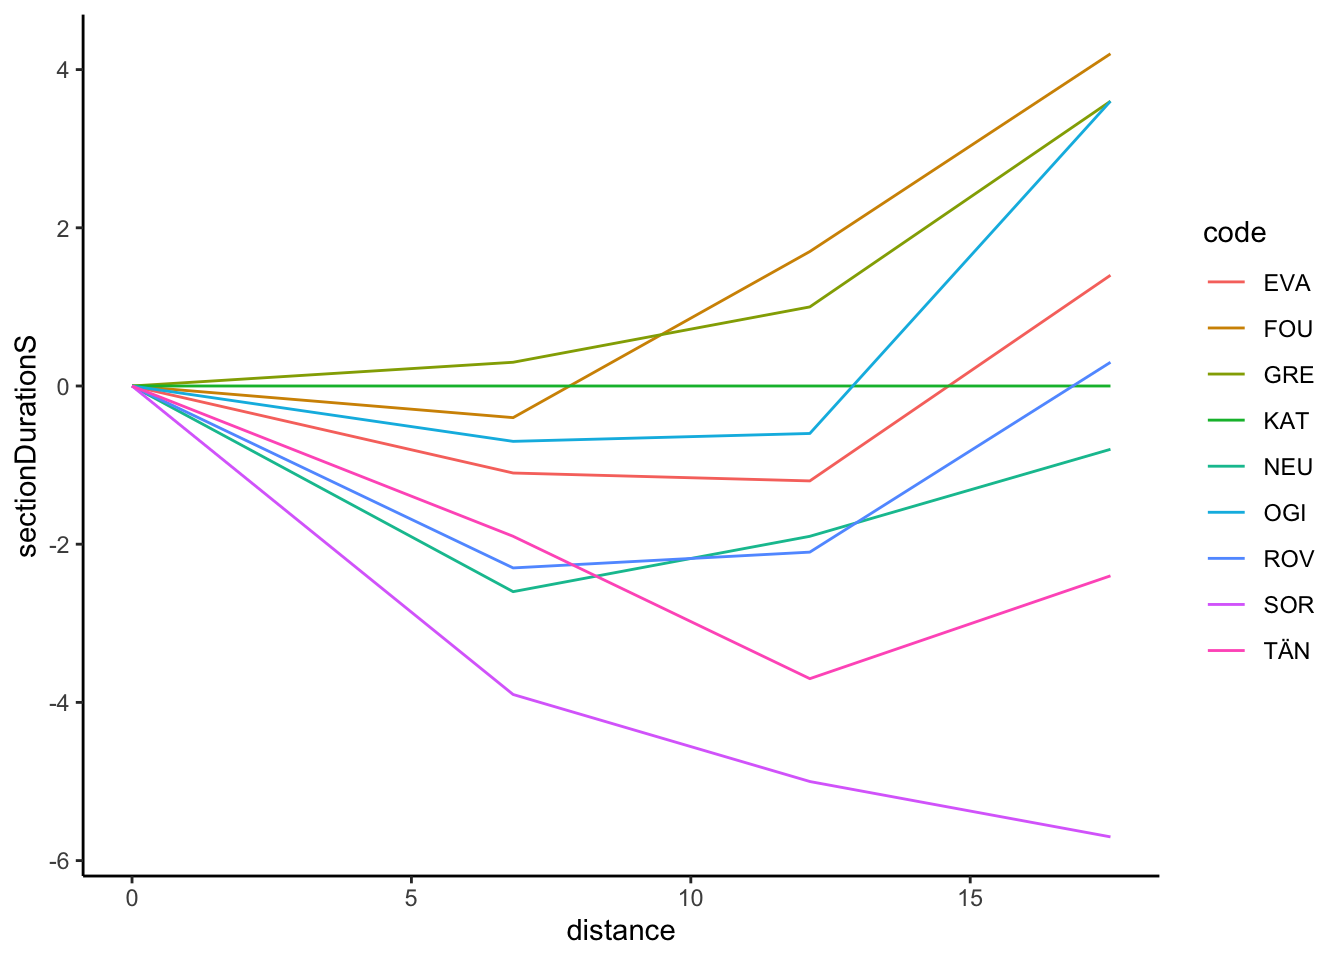 4
2
0
-2
-4
-6
sectionDurationS
0 5 10 15
distance
code
EVA
FOU
GRE
KAT
NEU
OGI
ROV
SOR
TÄN